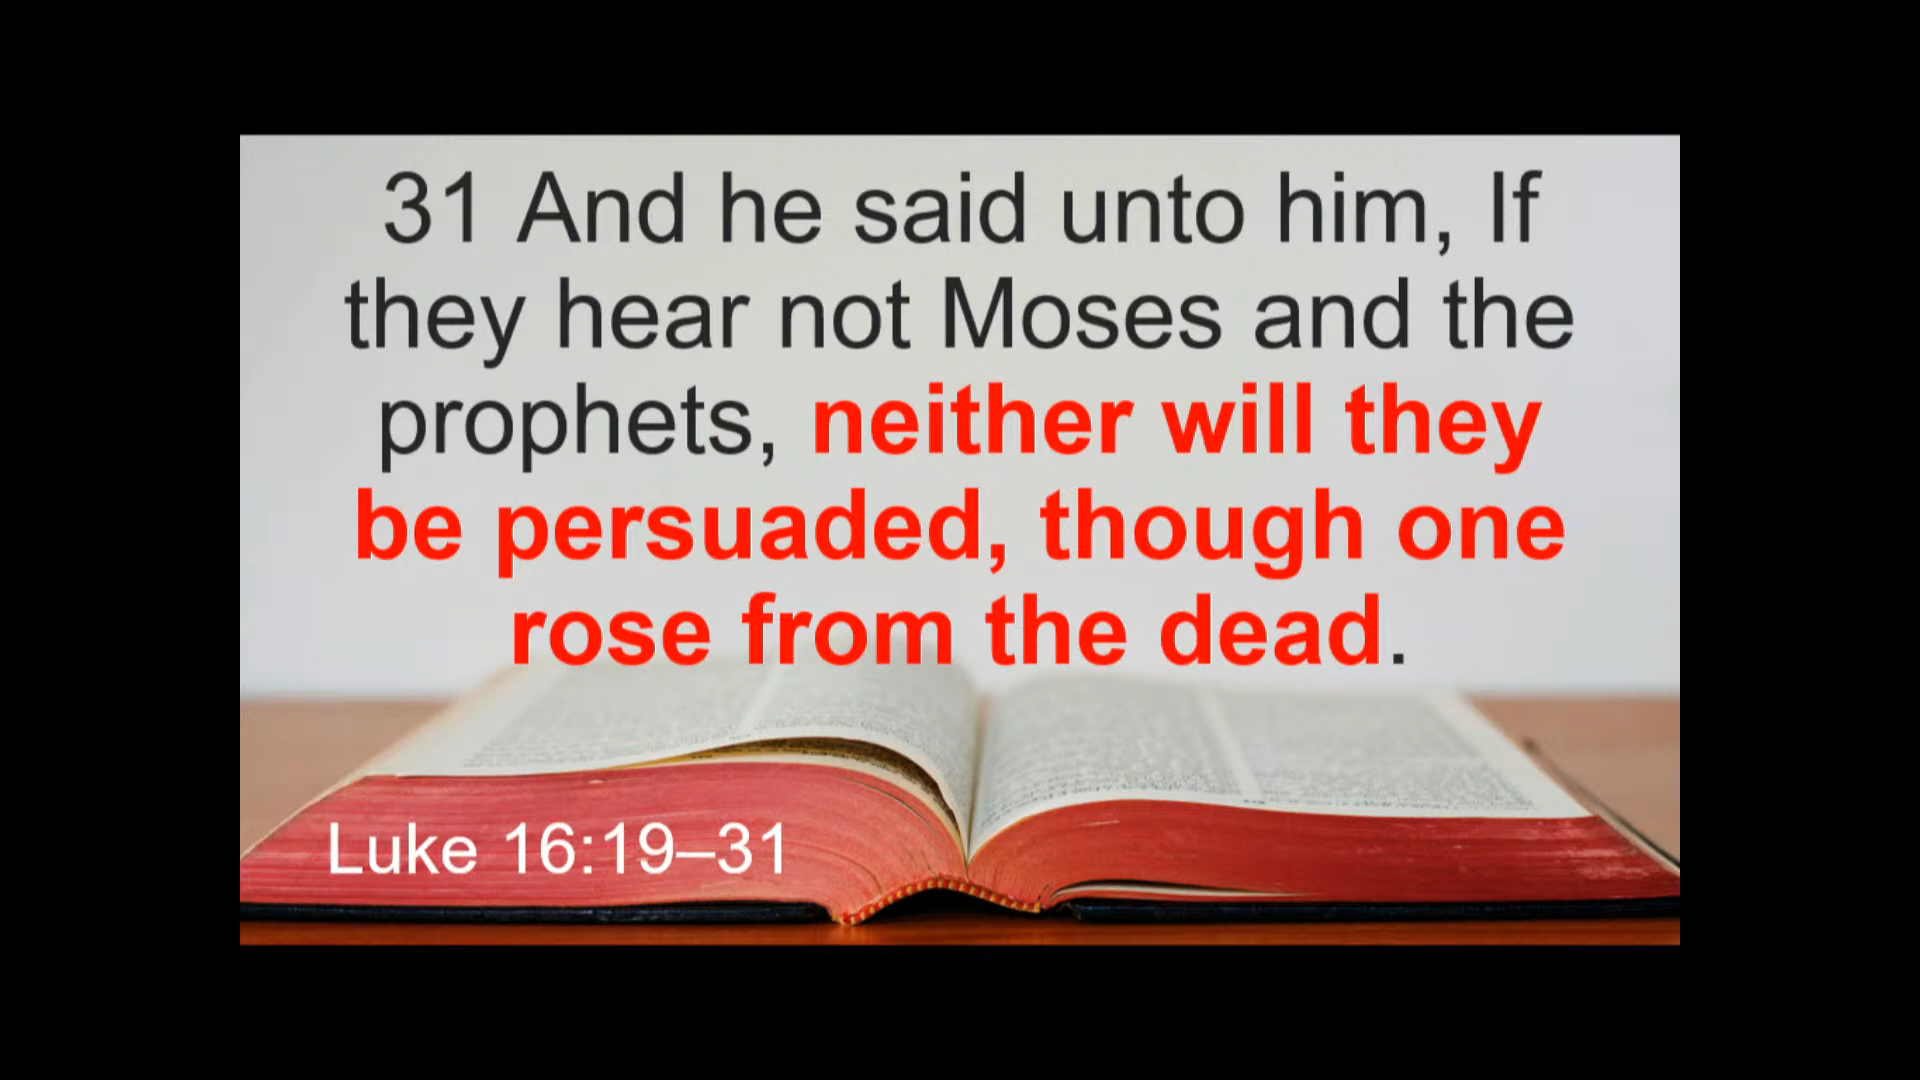 31 And he said unto him, If
they hear not Moses and the
prophets, neither will they
be persuaded, though one
rose from the dead.
Luke 16:19–31